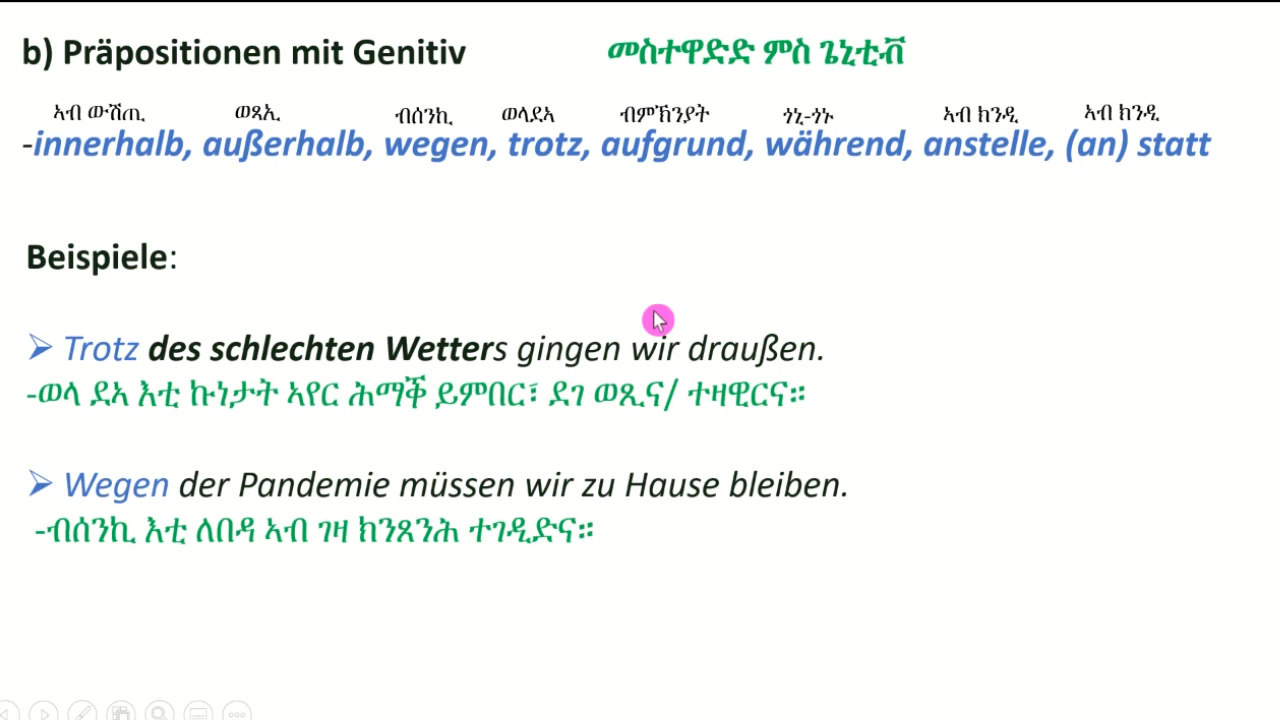 b) Präpositionen mit Genitiv መስተዋድድ ምስ ጌኒቲቭ
ኣብ ውሽጢ ወጻኢ ብሰንኪ ወላደኣ ብምኽንያት ጎኒ-ጎኑ ኣብ ክንዲ ኣብ ክንዲ
-innerhalb, außerhalb, wegen, trotz, aufgrund, während, anstelle, (an) statt
Beispiele:
➢ Trotz des schlechten Wetters gingen wir draußen.
-ወላ ደኣ እቲ ኩነታት ኣየር ሕማቕ ይምበር፣ ደገ ወጺና/ ተዛዊርና።
➢ Wegen der Pandemie müssen wir zu Hause bleiben.
-ብሰንኪ እቲ ለበዳ ኣብ ገዛ ክንጸንሕ ተገዲድና።